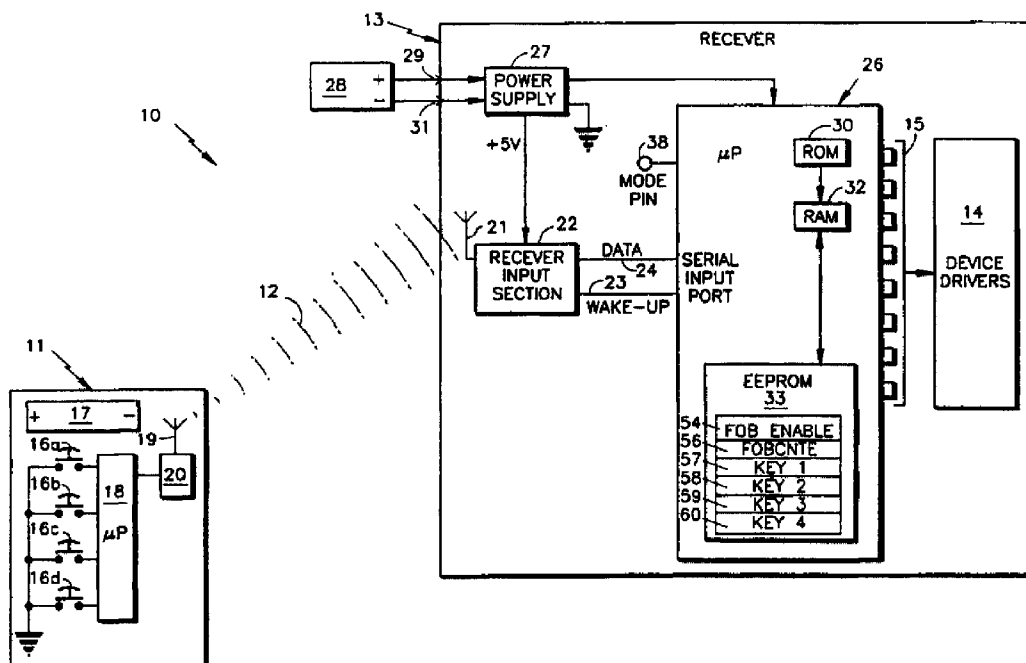 13
RECEVER
27
29
28
+
-
POWER
SUPPLY
31
26
10
+5V
38
MODE
PIN
µP
30
ROM
32
RAM
15
14
DEVICE
DRIVERS
21
22
RECEVER
INPUT
SECTION
DATA
24
23
WAKE-UP
SERIAL
INPUT
PORT
12
11
+ 17 -
19
20
16a
16b
16c
16d
18
µP
EEPROM
33
54 FOB ENABLE
56 FOBCNTE
57 KEY 1
58 KEY 2
59 KEY 3
60 KEY 4